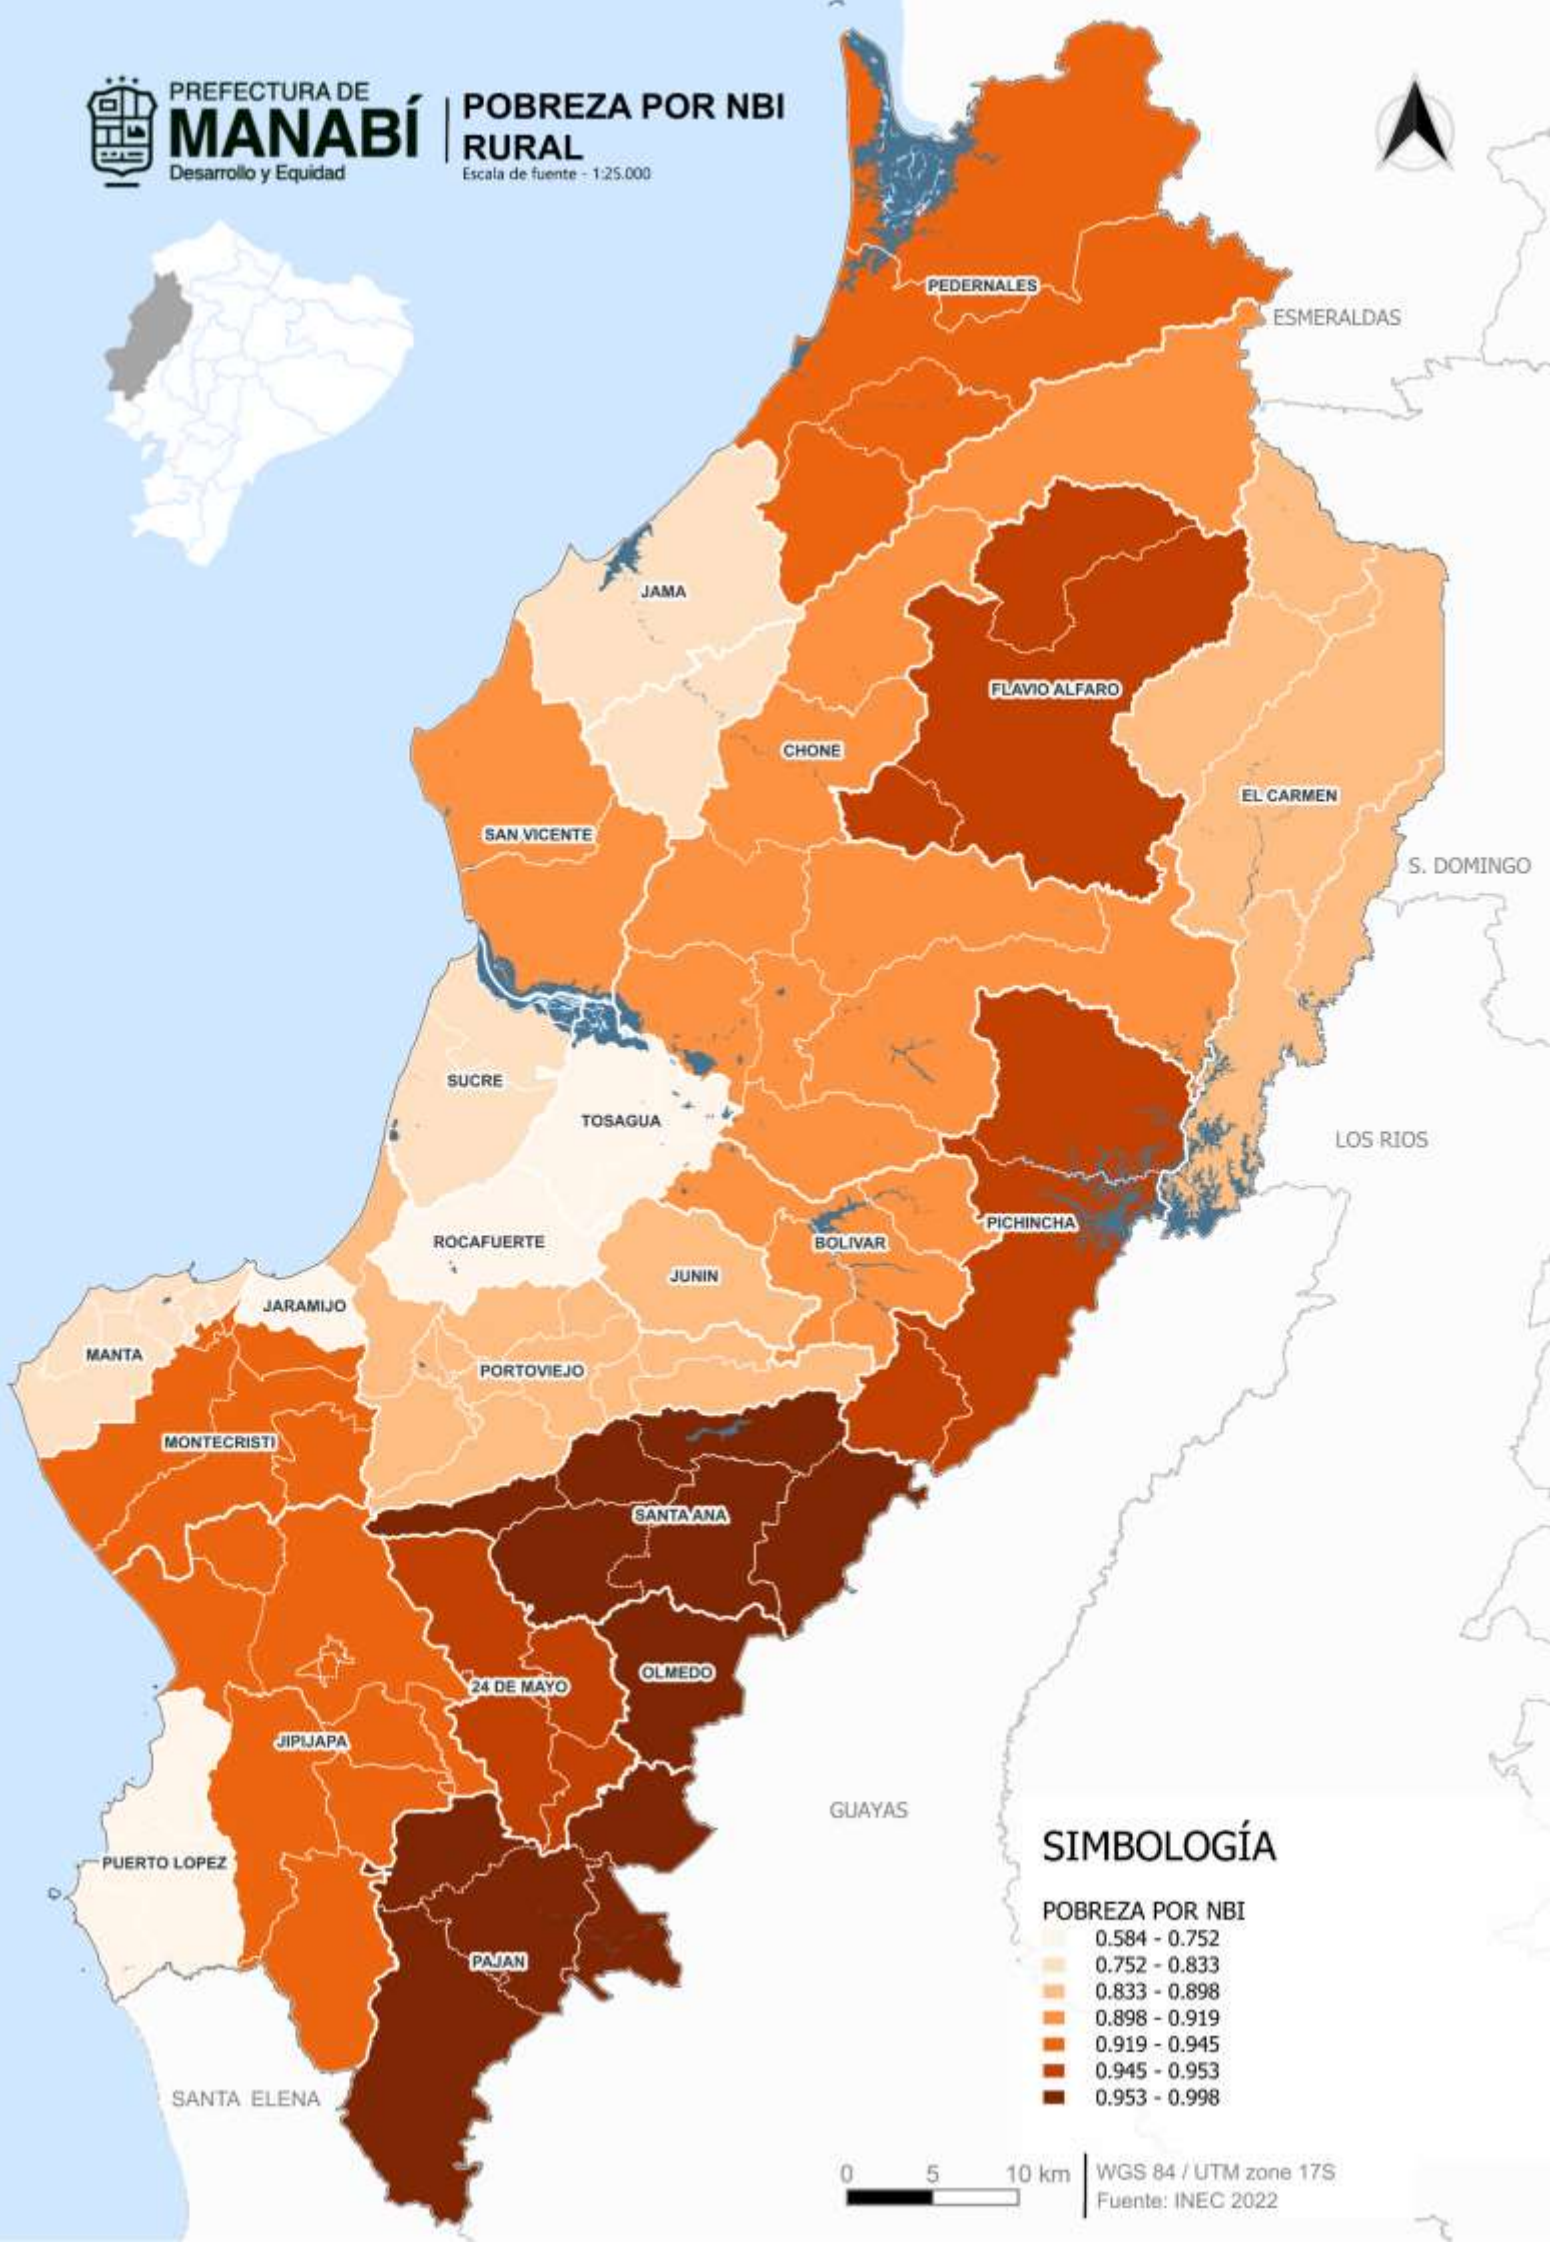 PREFECTURA DE
MANABÍ
Desarrollo y Equidad
POBREZA POR NBI
RURAL
Escala de fuente - 1:25.000
PEDERNALES
ESMERALDAS
JAMA
FLAVIO ALFARO
CHONE
EL CARMEN
SAN VICENTE
S. DOMINGO
SUCRE
TOSAGUA
LOS RIOS
ROCAFUERTE
PICHINCHA
BOLIVAR
JUNIN
JARAMIJO
MANTA
PORTOVIEJO
MONTECRISTI
SANTA ANA
OLMEDO
24 DE MAYO
JIPIJAPA
GUAYAS
PUERTO LOPEZ
PAJAN
SANTA ELENA
SIMBOLOGÍA
POBREZA POR NBI
0.584 - 0.752
0.752 - 0.833
0.833 - 0.898
0.898 - 0.919
0.919 - 0.945
0.945 - 0.953
0.953 - 0.998
0 5 10 km
WGS 84 / UTM zone 17S
Fuente: INEC 2022